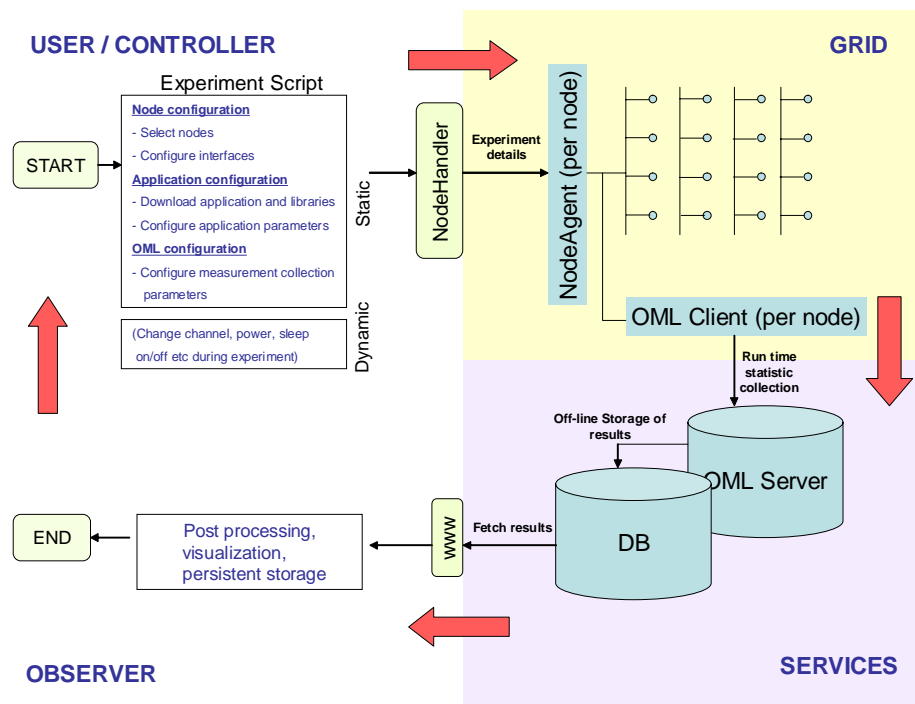 USER / CONTROLLER
GRID
Experiment Script
Node configuration
- Select nodes
- Configure interfaces
Application configuration
- Download application and libraries
- Configure application parameters
OML configuration
- Configure measurement collection
parameters
Static
(Change channel, power, sleep
on/off etc during experiment)
Dynamic
START
NodeHandler
Experiment
details
NodeAgent (per node)
OML Client (per node)
Run time
statistic
collection
Off-line Storage of
results
OML Server
DB
Fetch results
www
Post processing,
visualization,
persistent storage
END
OBSERVER
SERVICES